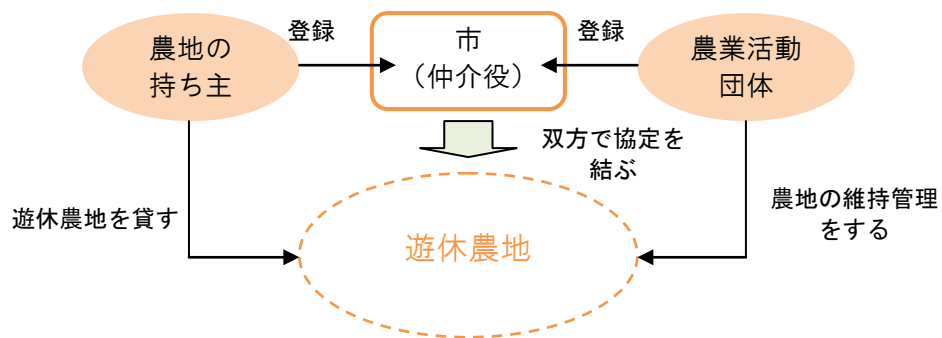 登録
登録
農地の
持ち主
市
（仲介役）
農業活動
団体
双方で協定を
結ぶ
遊休農地を貸す
農地の維持管理
をする
遊休農地